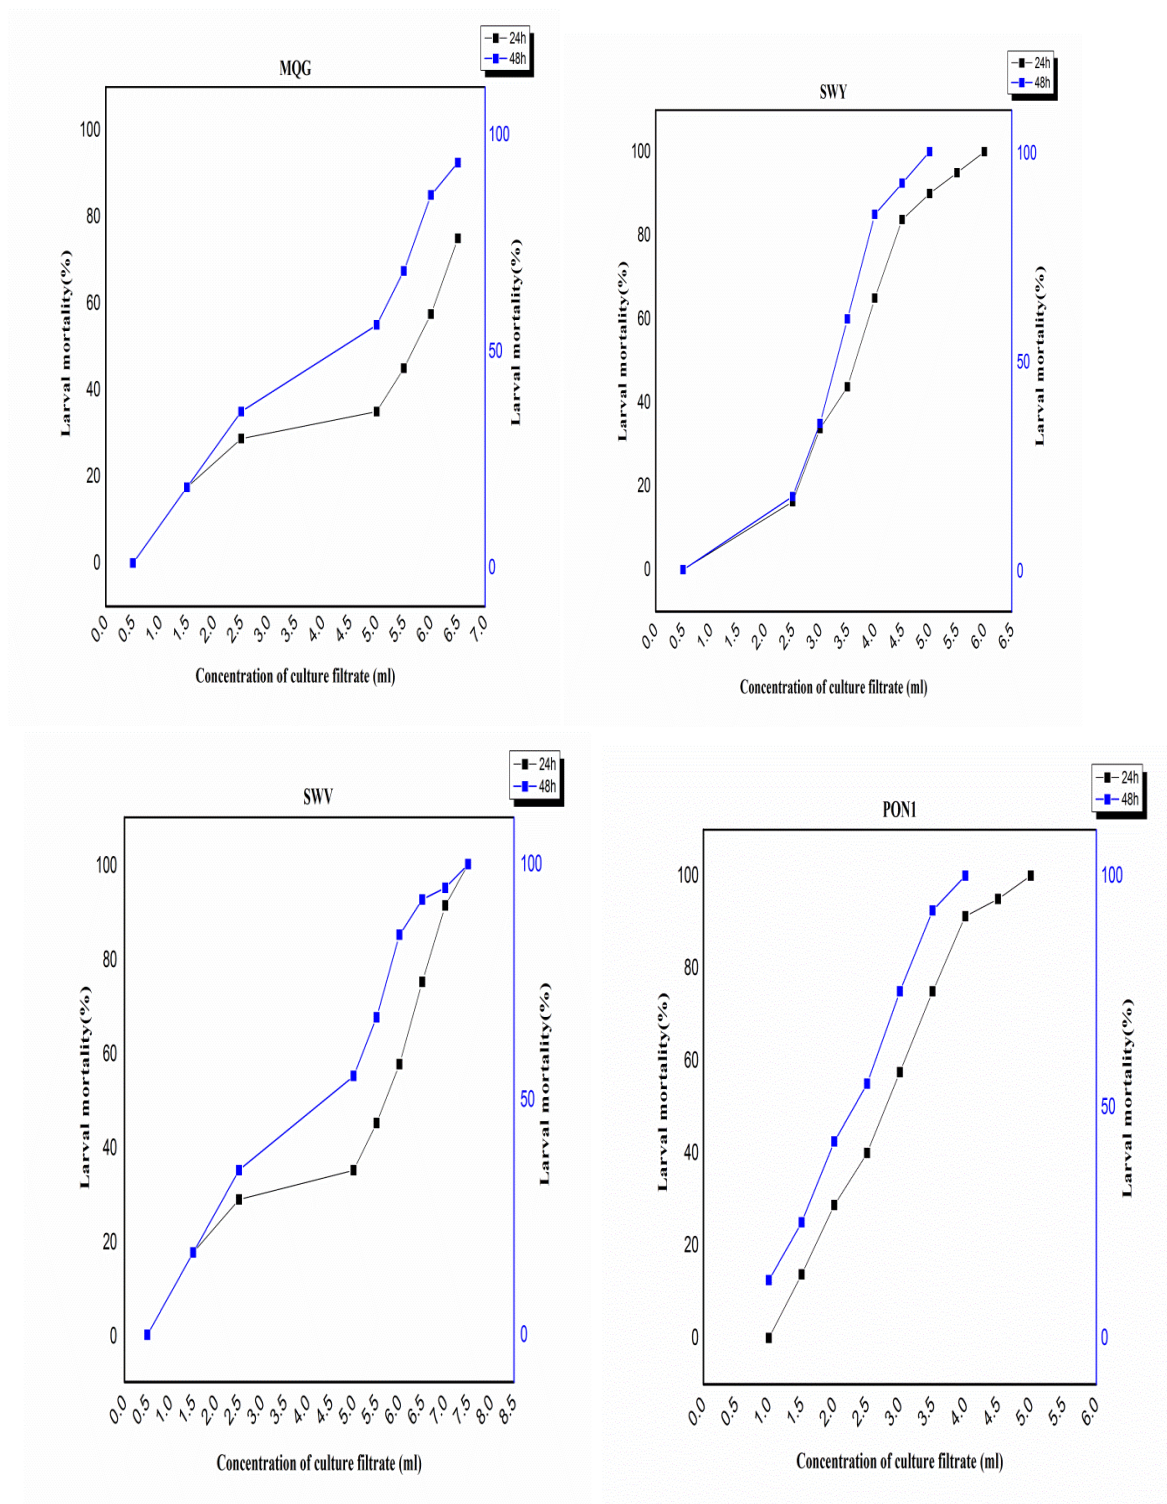 24h
48h
MQG
100
80
60
40
20
0
Larval mortality(%)
100
50
0
Larval mortality(%)
0.0 0.5 1.0 1.5 2.0 2.5 3.0 3.5 4.0 4.5 5.0 5.5 6.0 6.5 7.0
Concentration of culture filtrate (ml)
24h
48h
SWY
100
80
60
40
20
0
Larval mortality(%)
100
50
0
Larval mortality(%)
0.0 0.5 1.0 1.5 2.0 2.5 3.0 3.5 4.0 4.5 5.0 5.5 6.0 6.5
Concentration of culture filtrate (ml)
24h
48h
SWV
100
80
60
40
20
0
Larval mortality(%)
100
50
0
Larval mortality(%)
0.0 0.5 1.0 1.5 2.0 2.5 3.0 3.5 4.0 4.5 5.0 5.5 6.0 6.5 7.0 7.5 8.0 8.5
Concentration of culture filtrate (ml)
24h
48h
PON1
100
80
60
40
20
0
Larval mortality(%)
100
50
0
Larval mortality(%)
0.0 0.5 1.0 1.5 2.0 2.5 3.0 3.5 4.0 4.5 5.0 5.5 6.0
Concentration of culture filtrate (ml)